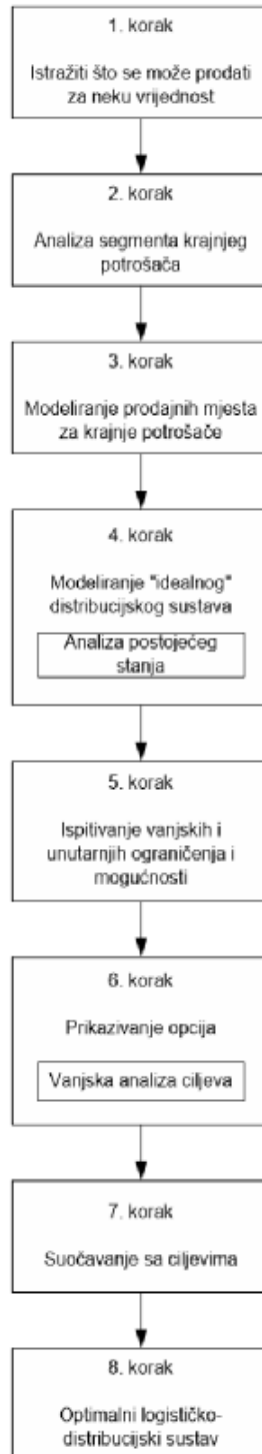 1. korak
Istražiti što se može prodati
za neku vrijednost
2. korak
Analiza segmenta krajnjeg
potrošača
3. korak
Modeliranje prodajnih mjesta
za krajnje potrošače
4. korak
Modeliranje "idealnog"
distribucijskog sustava
Analiza postojećeg
stanja
5. korak
Ispitivanje vanjskih i
unutarnjih ograničenja i
mogućnosti
6. korak
Prikazivanje opcija
Vanjska analiza ciljeva
7. korak
Suočavanje sa ciljevima
8. korak
Optimalni logističko-
distribucijski sustav